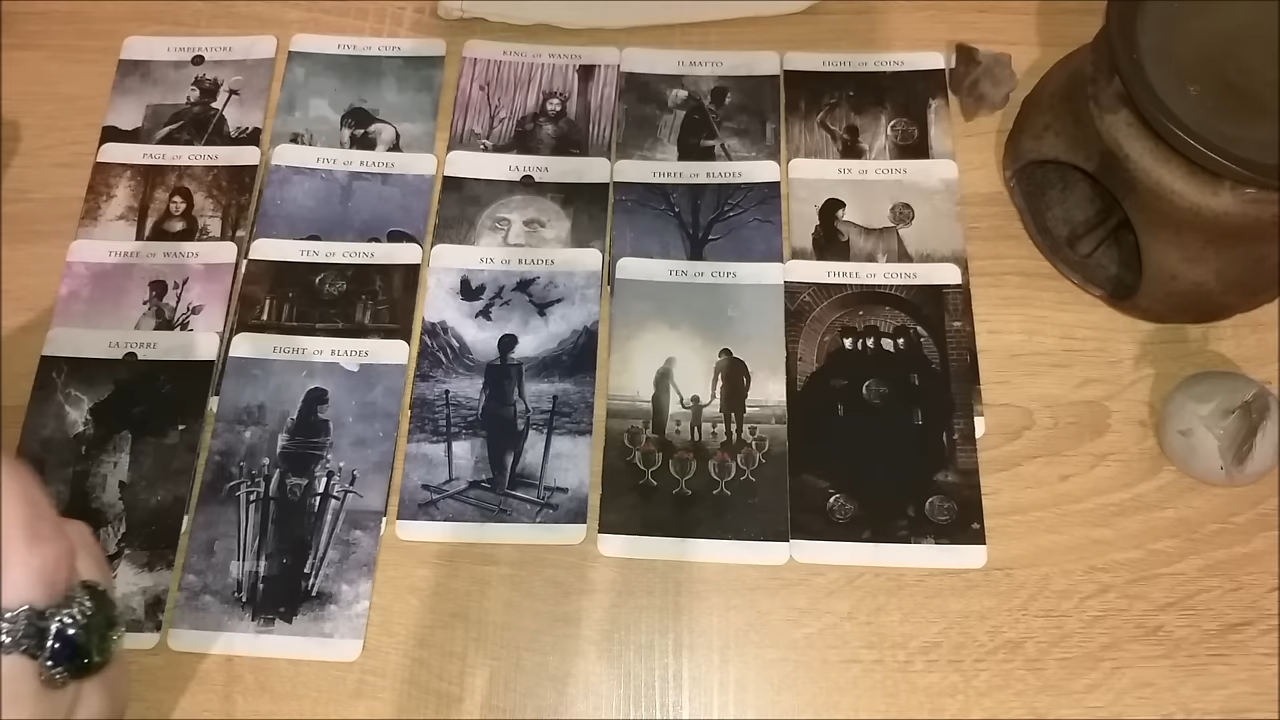 L'IMPERATORE
IV
FIVE OF CUPS
KING OF WANDS
IL MATTO
EIGHT OF COINS
PAGE OF COINS
FIVE OF BLADES
LA LUNA
THREE OF BLADES
SIX OF COINS
THREE OF WANDS
TEN OF COINS
SIX OF BLADES
TEN OF CUPS
THREE OF COINS
LA TORRE
EIGHT OF BLADES